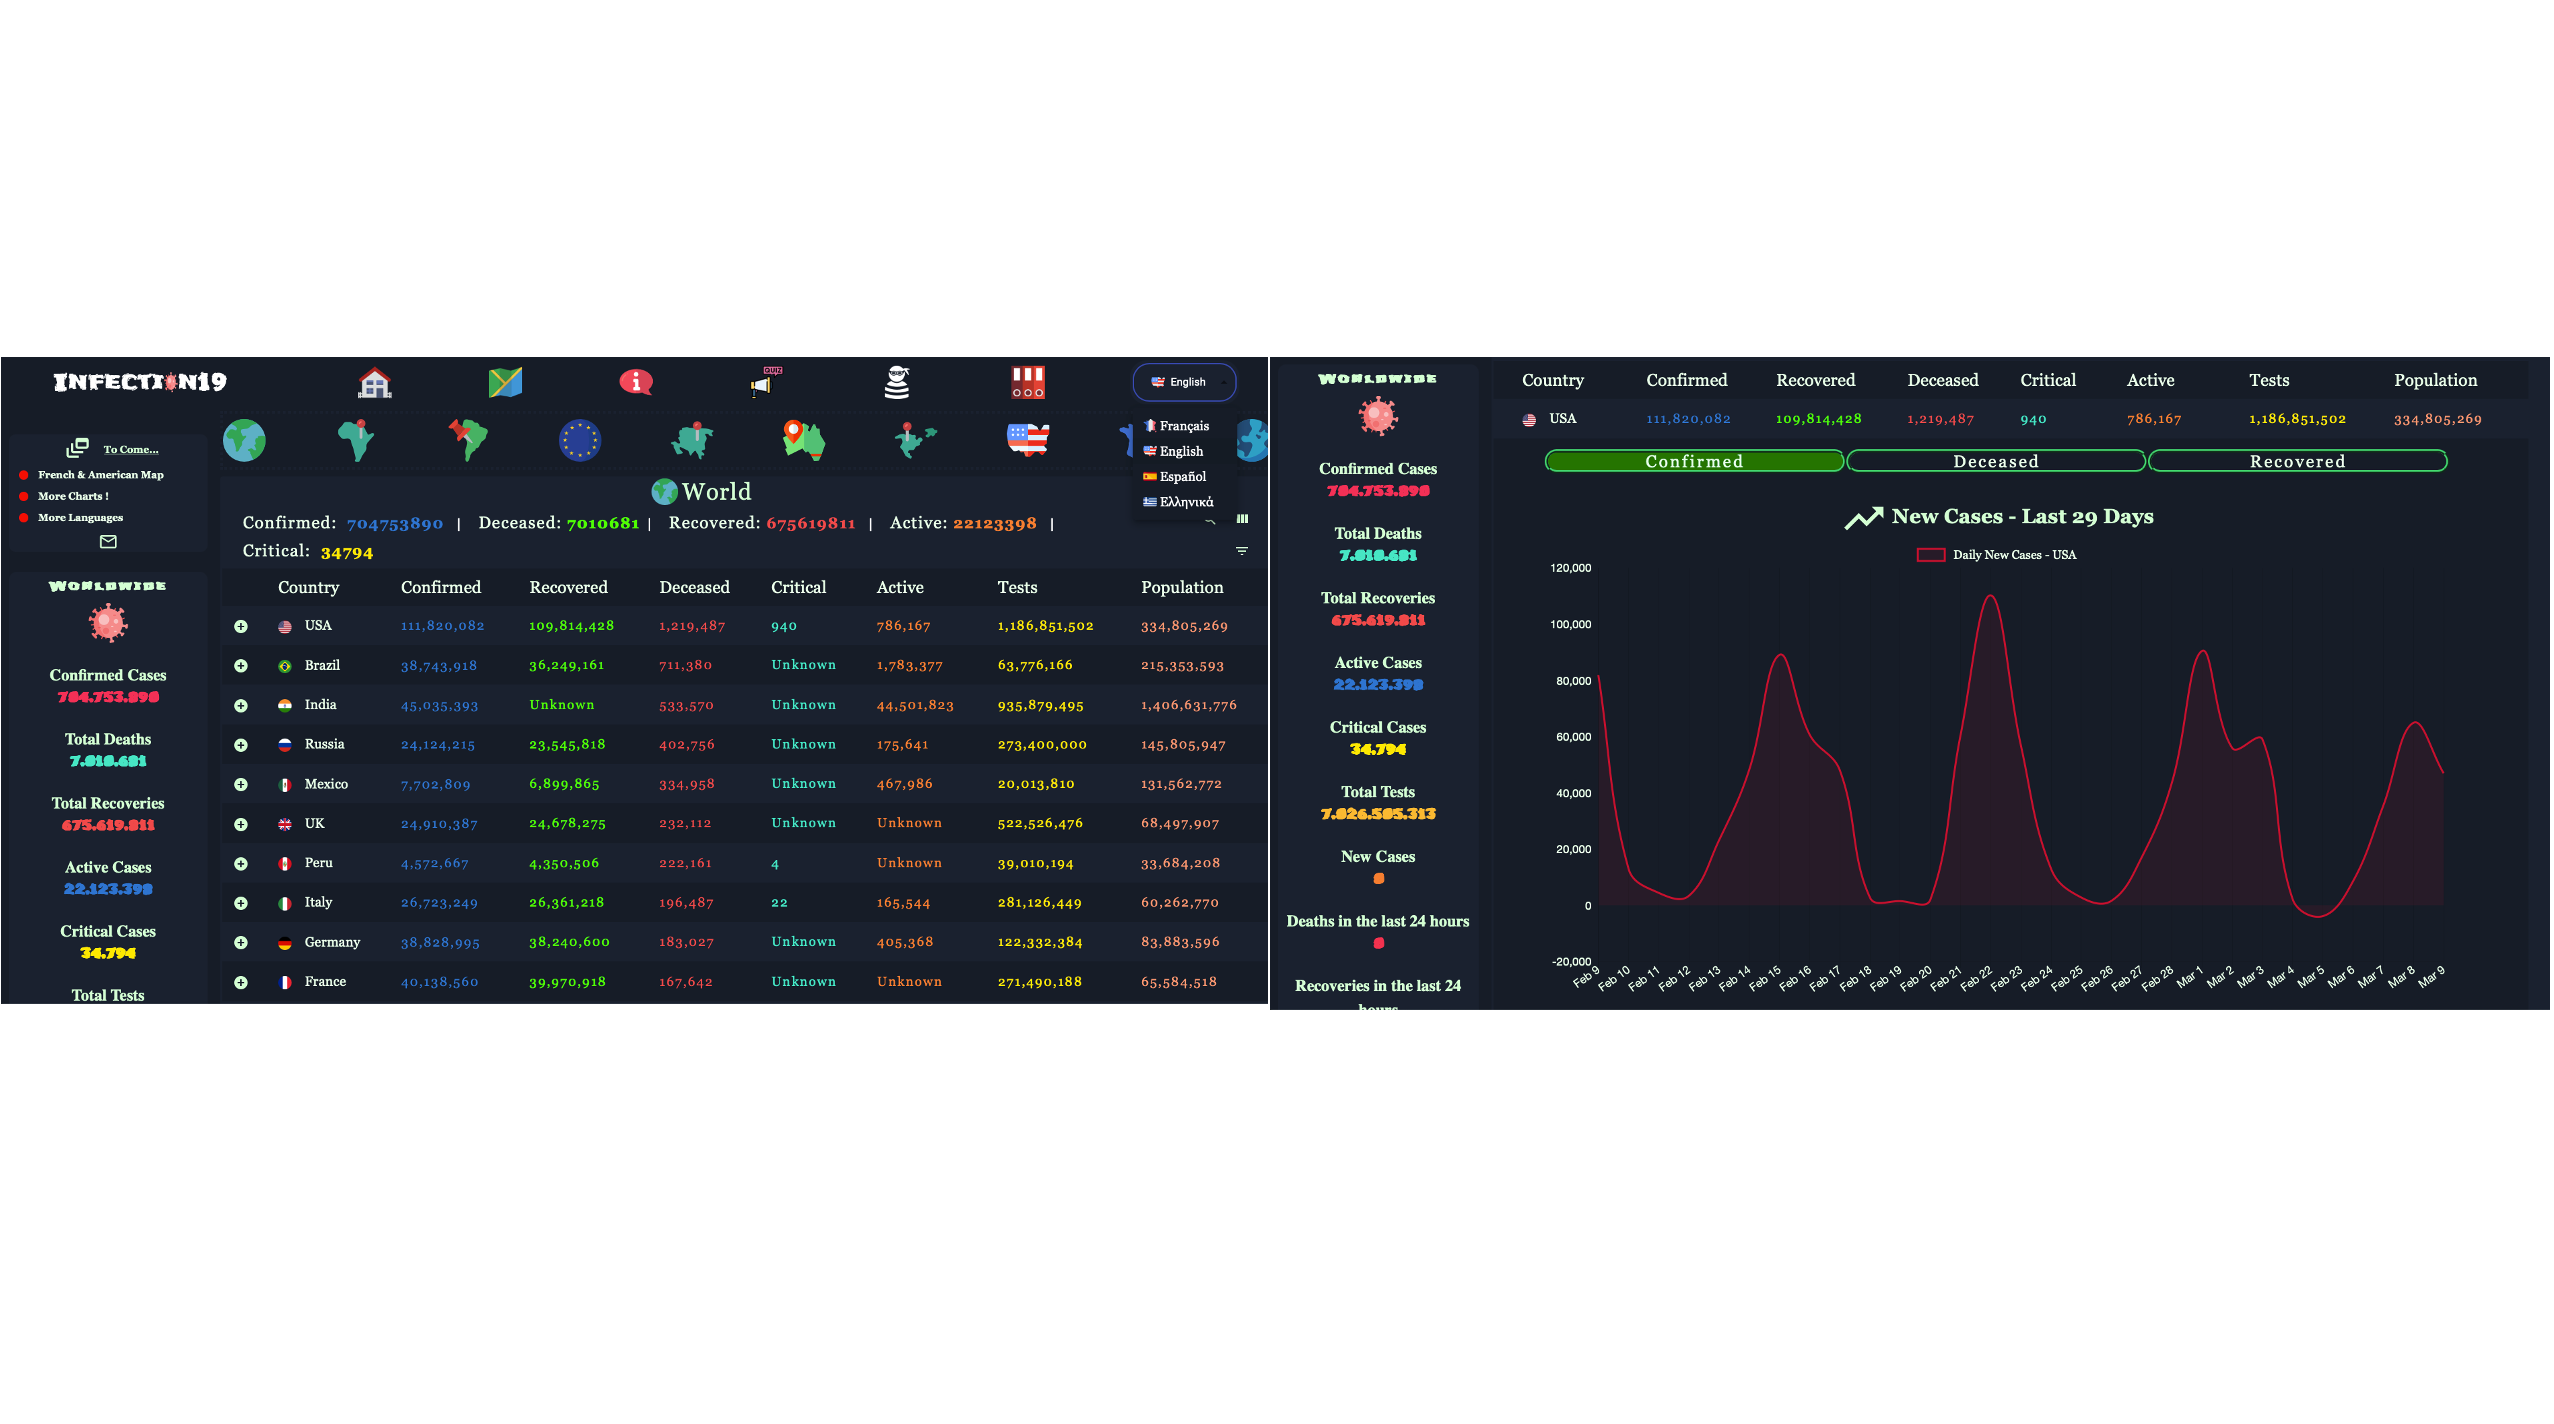 INFECTION19
QUIZ
English
Français
English
Español
Ελληνικά
To Come...
French & American Map
More Charts !
More Languages
WORLDWIDE
Confirmed Cases
704.753.890
Total Deaths
7.010.681
Total Recoveries
675.619.811
Active Cases
22.123.398
Critical Cases
34.794
Total Tests
World
Confirmed: 704753890 | Deceased: 7010681 | Recovered: 675619811 | Active: 22123398 |
Critical: 34794
Country Confirmed Recovered Deceased Critical Active Tests Population
USA 111,820,082 109,814,428 1,219,487 940 786,167 1,186,851,502 334,805,269
Brazil 38,743,918 36,249,161 711,380 Unknown 1,783,377 63,776,166 215,353,593
India 45,035,393 Unknown 533,570 Unknown 44,501,823 935,879,495 1,406,631,776
Russia 24,124,215 23,545,818 402,756 Unknown 175,641 273,400,000 145,805,947
Mexico 7,702,809 6,899,865 334,958 Unknown 467,986 20,013,810 131,562,772
UK 24,910,387 24,678,275 232,112 Unknown Unknown 522,526,476 68,497,907
Peru 4,572,667 4,350,506 222,161 4 Unknown 39,010,194 33,684,208
Italy 26,723,249 26,361,218 196,487 22 165,544 281,126,449 60,262,770
Germany 38,828,995 38,240,600 183,027 Unknown 405,368 122,332,384 83,883,596
France 40,138,560 39,970,918 167,642 Unknown Unknown 271,490,188 65,584,518
WORLDWIDE
Confirmed Cases
704.753.890
Total Deaths
7.010.681
Total Recoveries
675.619.811
Active Cases
22.123.398
Critical Cases
34.794
Total Tests
7.026.505.313
New Cases
0
Deaths in the last 24 hours
0
Recoveries in the last 24
hours
Country Confirmed Recovered Deceased Critical Active Tests Population
USA 111,820,082 109,814,428 1,219,487 940 786,167 1,186,851,502 334,805,269
Confirmed Deceased Recovered
New Cases - Last 29 Days
Daily New Cases - USA
120,000
100,000
80,000
60,000
40,000
20,000
0
-20,000
Feb 9 Feb 10 Feb 11 Feb 12 Feb 13 Feb 14 Feb 15 Feb 16 Feb 17 Feb 18 Feb 19 Feb 20 Feb 21 Feb 22 Feb 23 Feb 24 Feb 25 Feb 26 Feb 27 Feb 28 Mar 1 Mar 2 Mar 3 Mar 4 Mar 5 Mar 6 Mar 7 Mar 8 Mar 9